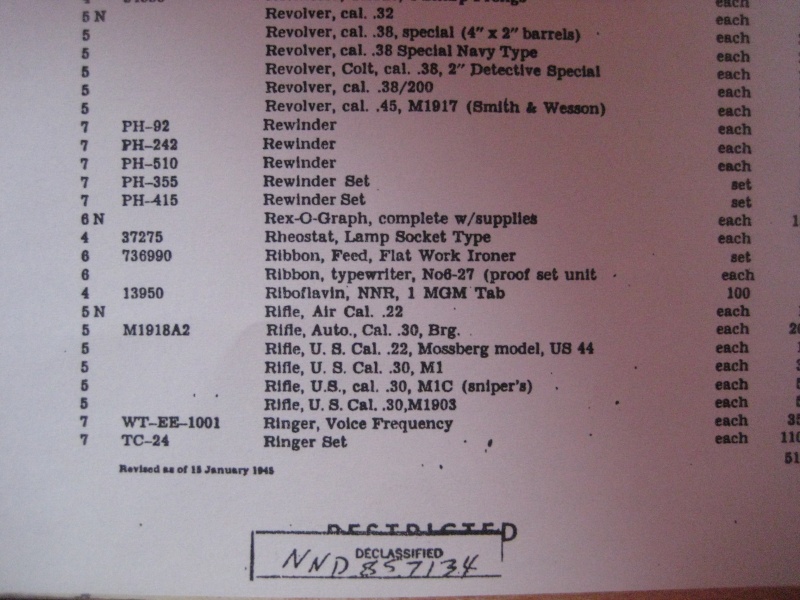 each
5 N Revolver, cal. .32 each
5 Revolver, cal. .38, special (4" x 2" barrels) each
5 Revolver, cal. .38 Special Navy Type each
5 Revolver, Colt, cal. .38, 2" Detective Special each
5 Revolver, cal. .38/200 each
5 Revolver, cal. .45, M1917 (Smith & Wesson) each
7 PH-92 Rewinder each
7 PH-242 Rewinder each
7 PH-510 Rewinder each
7 PH-355 Rewinder Set set
7 PH-415 Rewinder Set set
6 N Rex-O-Graph, complete w/supplies each
4 37275 Rheostat, Lamp Socket Type each
6 736990 Ribbon, Feed, Flat Work Ironer set
6 Ribbon, typewriter, No6-27 (proof set unit each
4 13950 Riboflavin, NNR, 1 MGM Tab 100
5 N Rifle, Air Cal. .22 each
5 M1918A2 Rifle, Auto., Cal. .30, Brg. each
5 Rifle, U. S. Cal. .22, Mossberg model, US 44 each
5 Rifle, U. S. Cal. .30, M1 each
5 Rifle, U.S., cal. .30, M1C (sniper's) each
5 Rifle, U. S. Cal. .30,M1903 each
7 WT-EE-1001 Ringer, Voice Frequency each
7 TC-24 Ringer Set each
Revised as of 15 January 1945
RESTRICTED
DECLASSIFIED
NND 857134